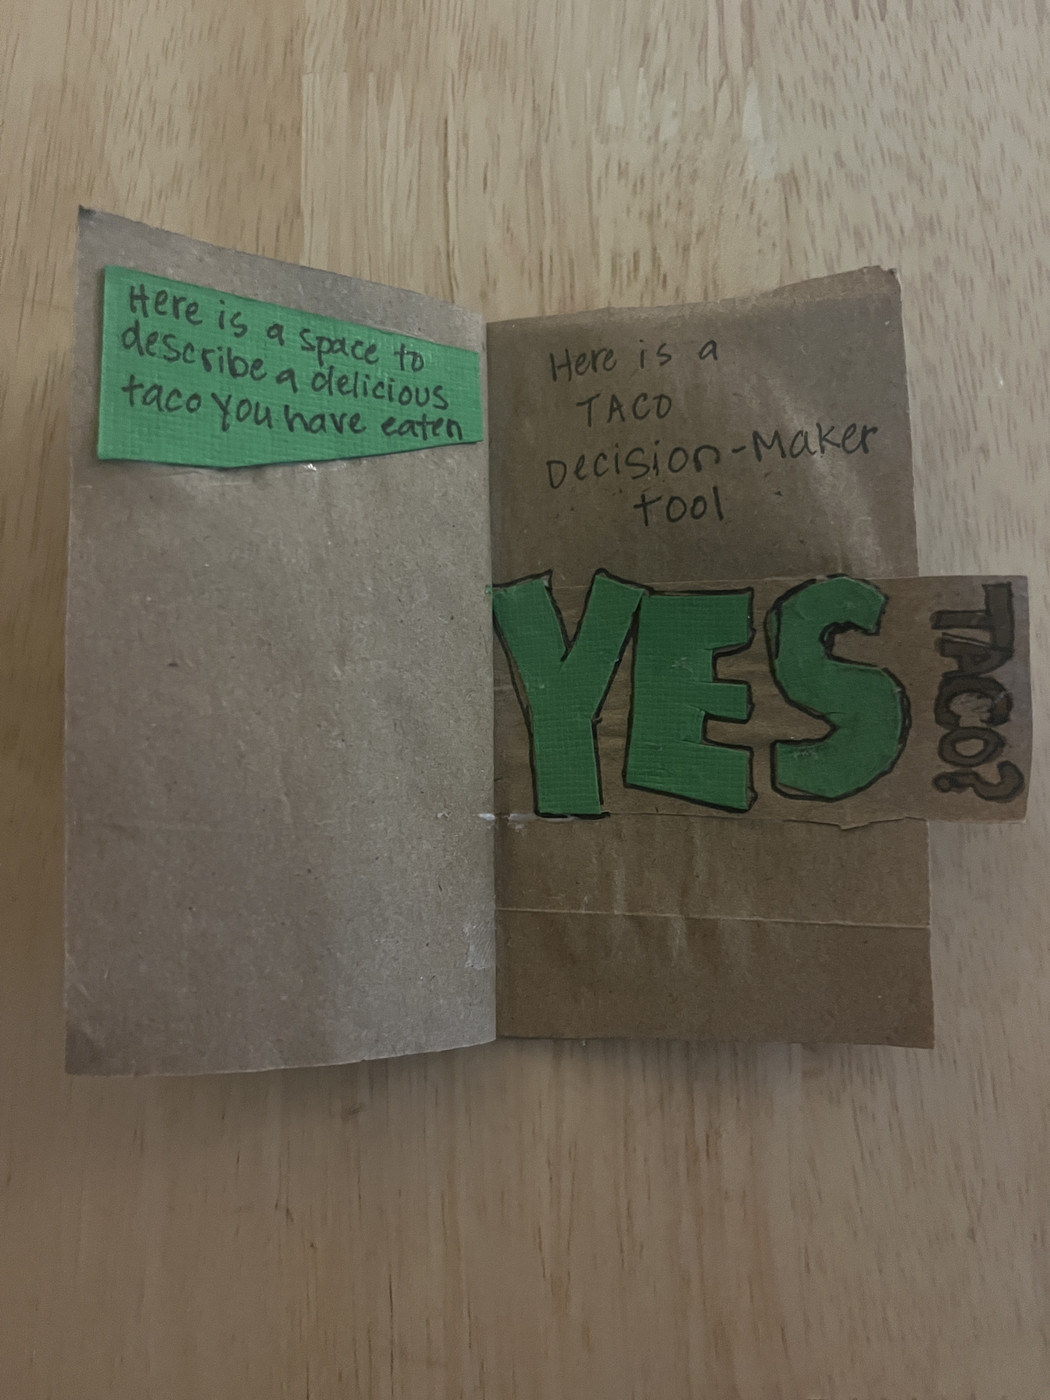 Here is a space to
describe a delicious
taco you have eaten
Here is a
TACO
Decision-Maker
tool
YES
TACO?